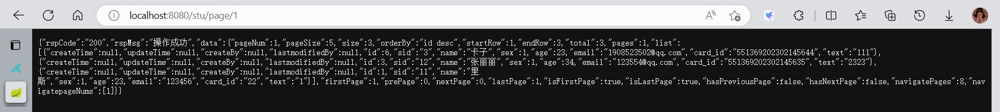 localhost:8080/stu/page/1
{"rspCode":"200","rspMsg":"操作成功","data":{"pageNum":1,"pageSize":5,"size":3,"orderBy":"id desc","startRow":1,"endRow":3,"total":3,"pages":1,"list":
[{"createTime":null,"updateTime":null,"createBy":null,"lastmodifiedBy":null,"id":6,"sid":"3","name":"卡子","sex":1,"age":23,"email":"1908523502@qq.com","card_id":"551369202302145644","text":"111"},
{"createTime":null,"updateTime":null,"createBy":null,"lastmodifiedBy":null,"id":3,"sid":"12","name":"张丽丽","sex":1,"age":34,"email":"123554@qq.com","card_id":"551369202302145635","text":"2323"},
{"createTime":null,"updateTime":null,"createBy":null,"lastmodifiedBy":null,"id":1,"sid":"11","name":"里
斯","sex":1,"age":23,"email":"123456","card_id":"22","text":"1"}],"firstPage":1,"prePage":0,"nextPage":0,"lastPage":1,"isFirstPage":true,"isLastPage":true,"hasPreviousPage":false,"hasNextPage":false,"navigatePages":8,"nav
igatepageNums":[1]}}